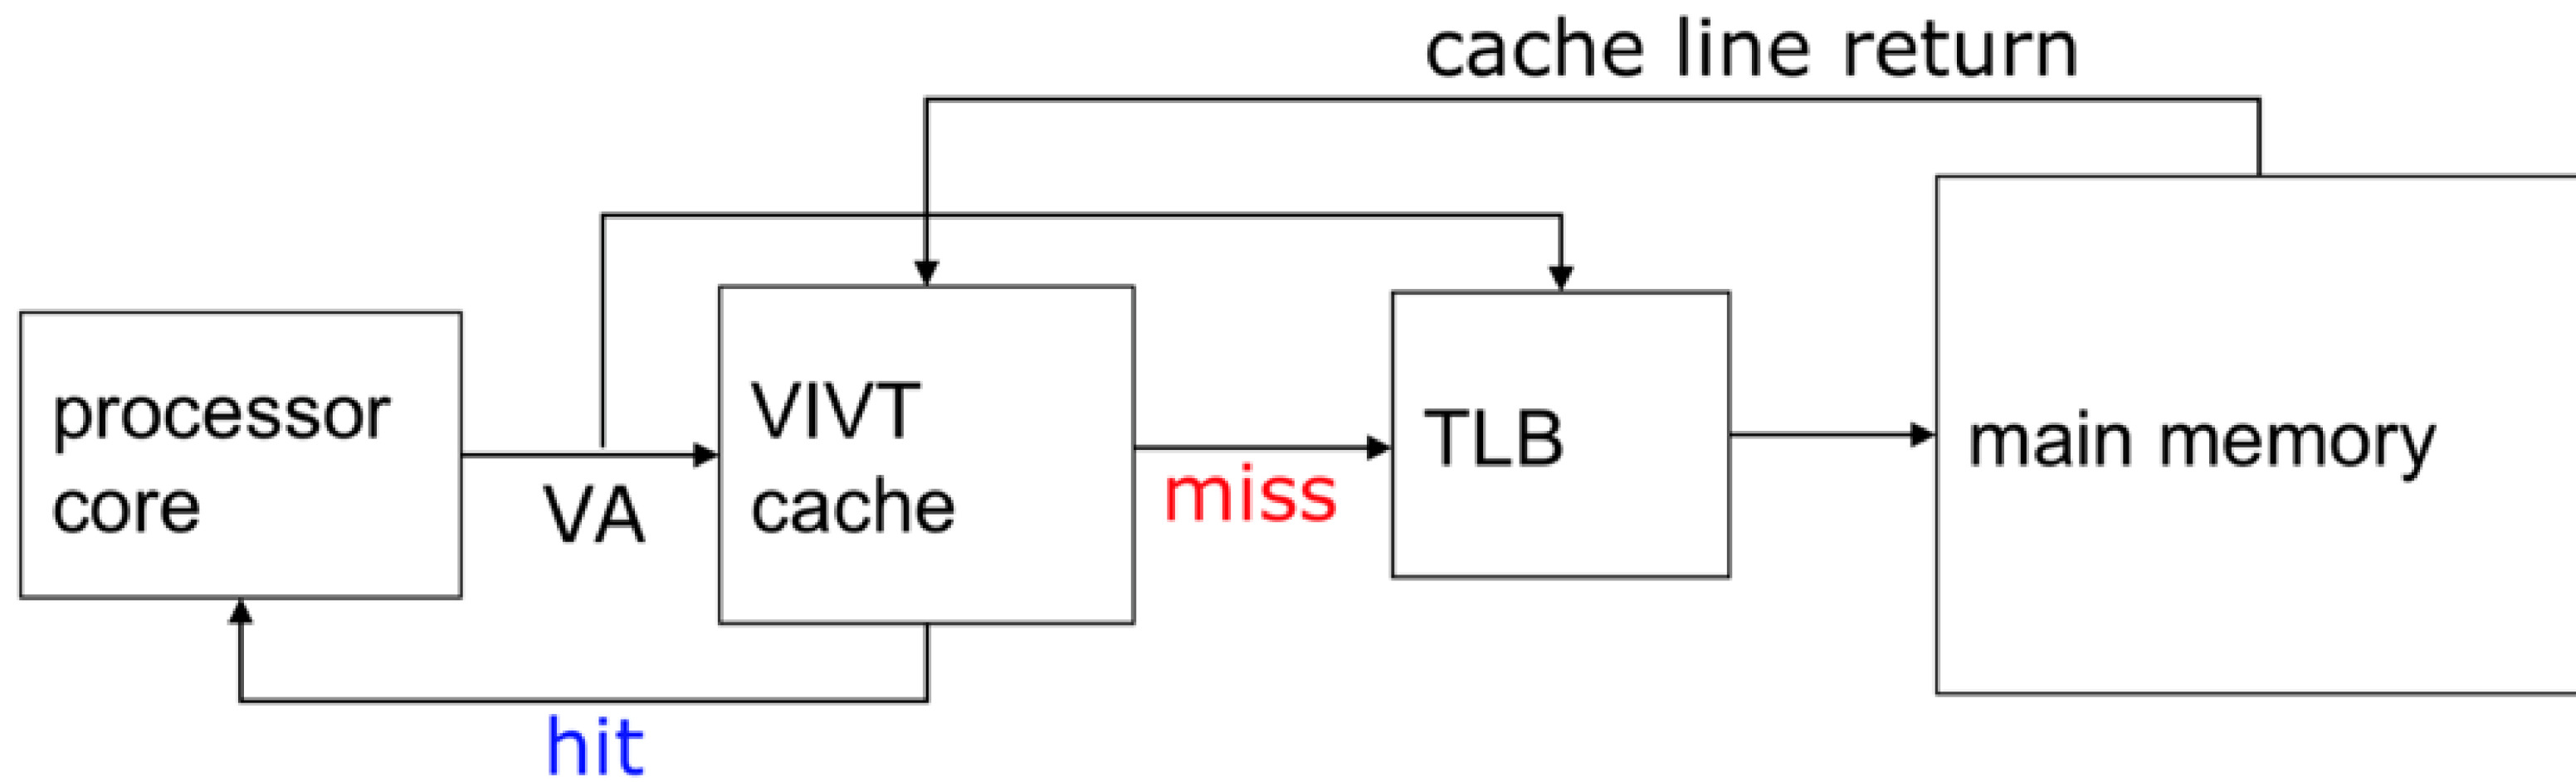 cache line return
processor
core
VA
VIVT
cache
miss
TLB
main memory
hit